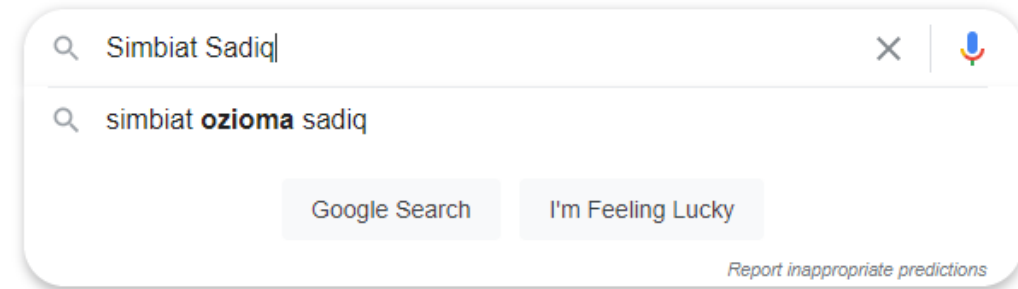 Simbiat Sadiq
simbiat ozioma sadiq
Google Search I'm Feeling Lucky
Report inappropriate predictions